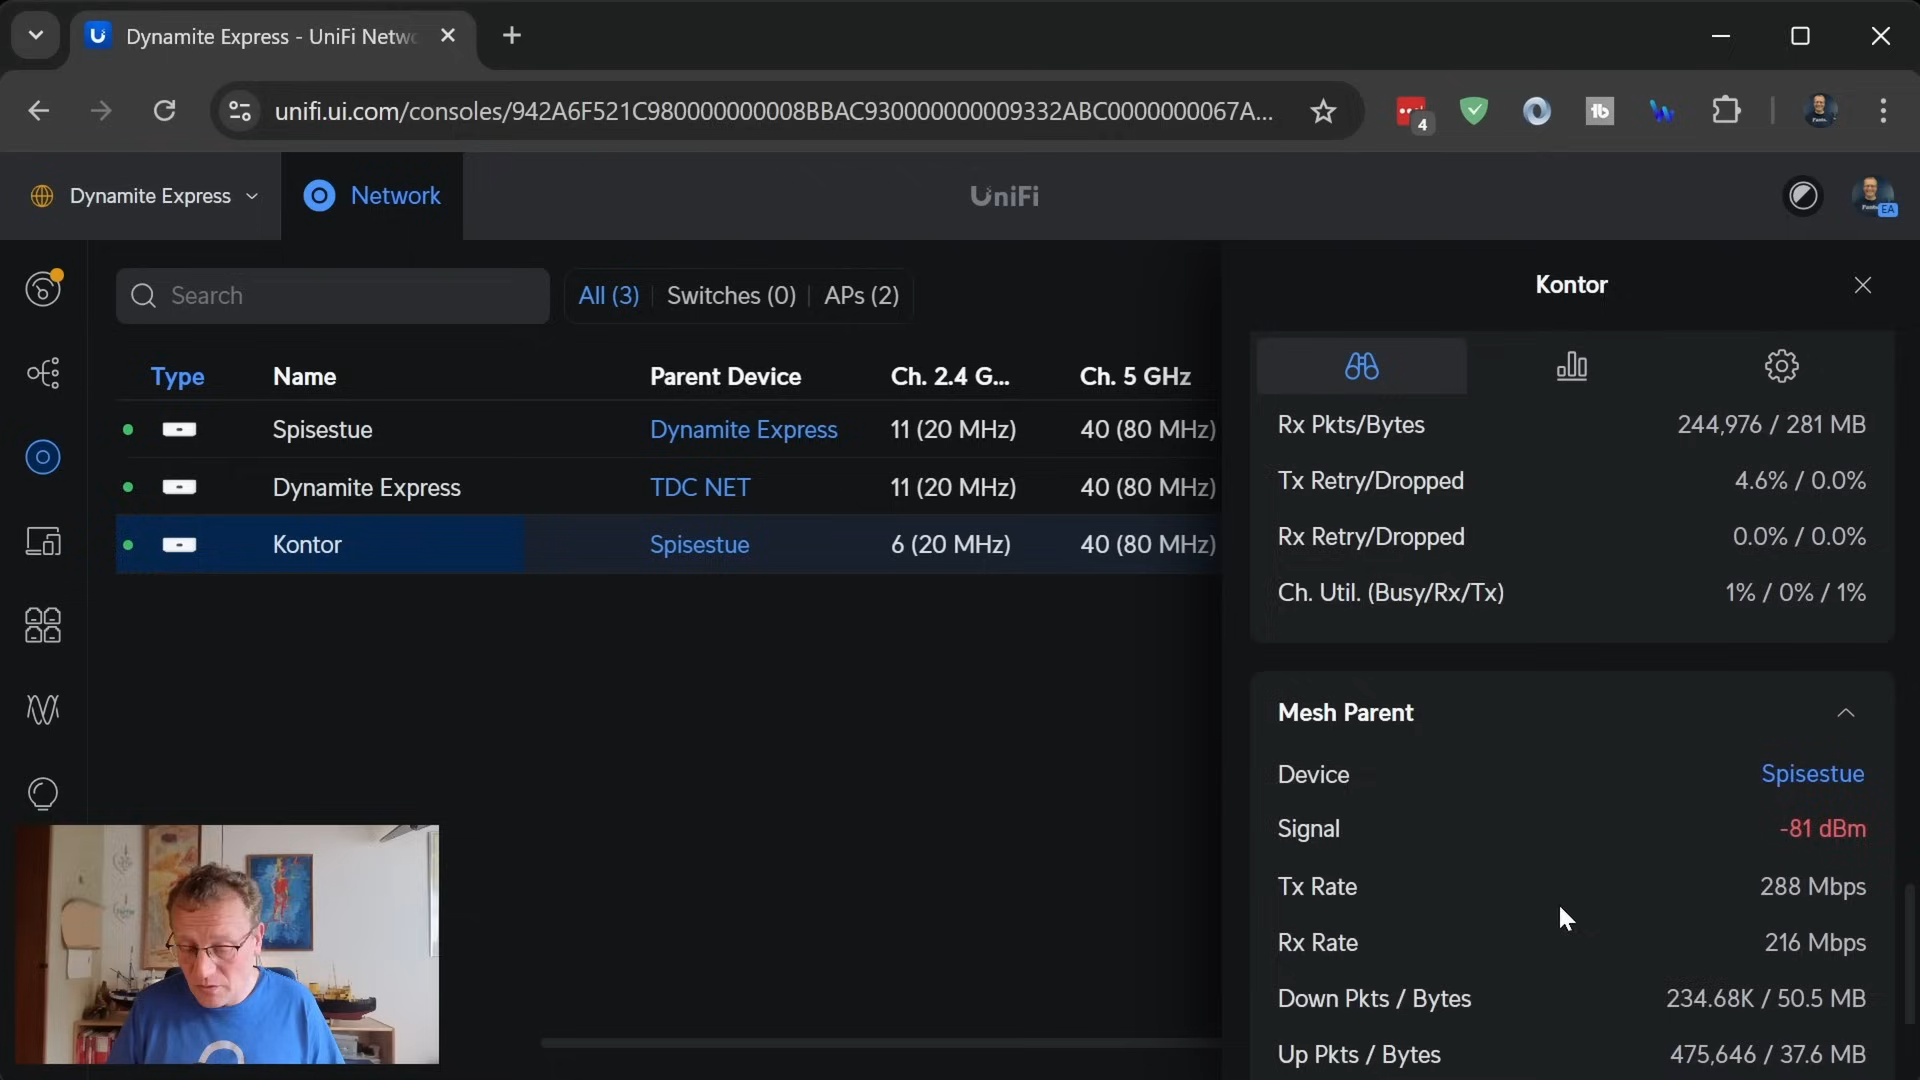 Dynamite Express - UniFi Netwo
unifi.ui.com/consoles/942A6F521C980000000008BBAC930000000009332ABC0000000067A...
4
Dynamite Express
Network
UniFi
EA
Search
All (3)
Switches (0)
APs (2)
Type Name Parent Device Ch. 2.4 G... Ch. 5 GHz
Spisestue Dynamite Express 11 (20 MHz) 40 (80 MHz)
Dynamite Express TDC NET 11 (20 MHz) 40 (80 MHz)
Kontor Spisestue 6 (20 MHz) 40 (80 MHz)
Kontor
Rx Pkts/Bytes 244,976 / 281 MB
Tx Retry/Dropped 4.6% / 0.0%
Rx Retry/Dropped 0.0% / 0.0%
Ch. Util. (Busy/Rx/Tx) 1% / 0% / 1%
Mesh Parent
Device Spisestue
Signal -81 dBm
Tx Rate 288 Mbps
Rx Rate 216 Mbps
Down Pkts / Bytes 234.68K / 50.5 MB
Up Pkts / Bytes 475,646 / 37.6 MB